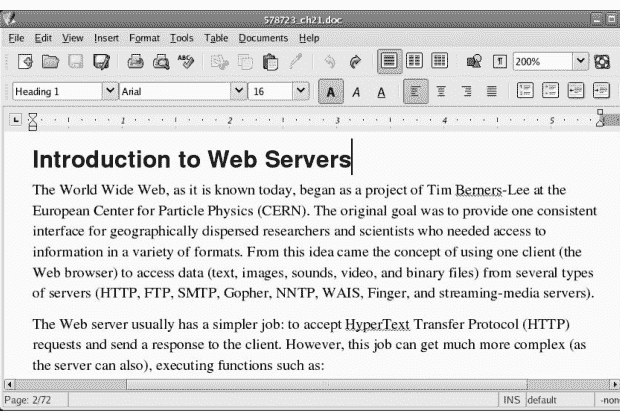 578723_ch21.doc
File Edit View Insert Format Tools Table Documents Help
200%
Heading 1 Arial 16 A A A
1 2 3 4 5
Introduction to Web Servers
The World Wide Web, as it is known today, began as a project of Tim Berners-Lee at the
European Center for Particle Physics (CERN). The original goal was to provide one consistent
interface for geographically dispersed researchers and scientists who needed access to
information in a variety of formats. From this idea came the concept of using one client (the
Web browser) to access data (text, images, sounds, video, and binary files) from several types
of servers (HTTP, FTP, SMTP, Gopher, NNTP, WAIS, Finger, and streaming-media servers).
The Web server usually has a simpler job: to accept HyperText Transfer Protocol (HTTP)
requests and send a response to the client. However, this job can get much more complex (as
the server can also), executing functions such as:
Page: 2/72 INS default -non